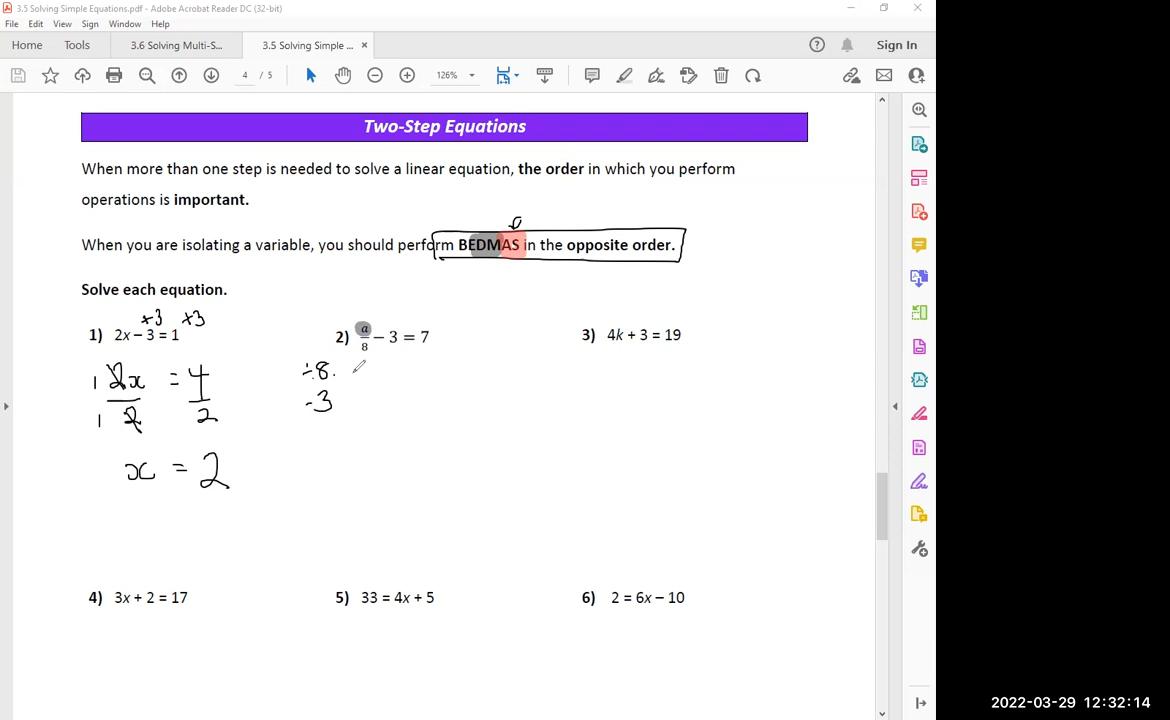 3.5 Solving Simple Equations.pdf - Adobe Acrobat Reader DC (32-bit)
File Edit View Sign Window Help
Home Tools 3.6 Solving Multi-S... 3.5 Solving Simple ... × Sign In
4 / 5 126%
Two-Step Equations
When more than one step is needed to solve a linear equation, the order in which you perform
operations is important.
When you are isolating a variable, you should perform BEDMAS in the opposite order.
Solve each equation.
+3 +3
1) 2x – 3 = 1
2) a/8 – 3 = 7
3) 4k + 3 = 19
1 2x = 4
1 2 2
x = 2
÷8.
-3
4) 3x + 2 = 17
5) 33 = 4x + 5
6) 2 = 6x – 10
2022-03-29 12:32:14